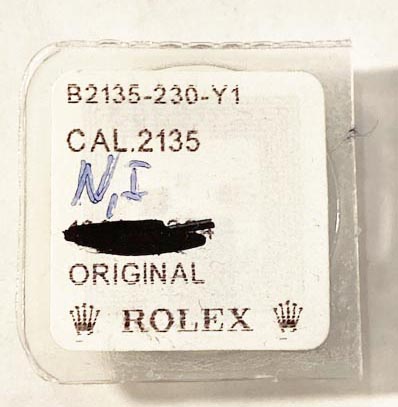 B2135-230-Y1
CAL.2135
N,I
ORIGINAL
ROLEX